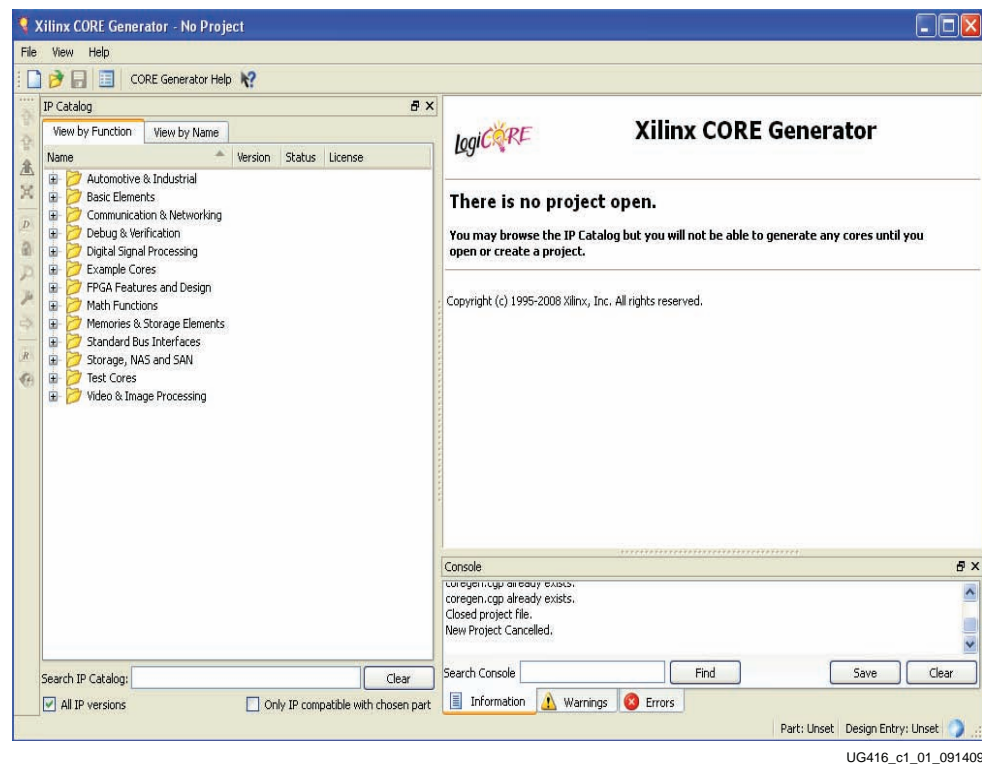 Xilinx CORE Generator - No Project
File View Help
CORE Generator Help
IP Catalog
View by Function View by Name
Name Version Status License
Automotive & Industrial
Basic Elements
Communication & Networking
Debug & Verification
Digital Signal Processing
Example Cores
FPGA Features and Design
Math Functions
Memories & Storage Elements
Standard Bus Interfaces
Storage, NAS and SAN
Test Cores
Video & Image Processing
Search IP Catalog: Clear
All IP versions Only IP compatible with chosen part
logiCORE Xilinx CORE Generator
There is no project open.
You may browse the IP Catalog but you will not be able to generate any cores until you
open or create a project.
Copyright (c) 1995-2008 Xilinx, Inc. All rights reserved.
Console
coregen.cgp already exists.
coregen.cgp already exists.
Closed project file.
New Project Cancelled.
Search Console Find Save Clear
Information Warnings Errors
Part: Unset Design Entry: Unset
UG416_c1_01_091409